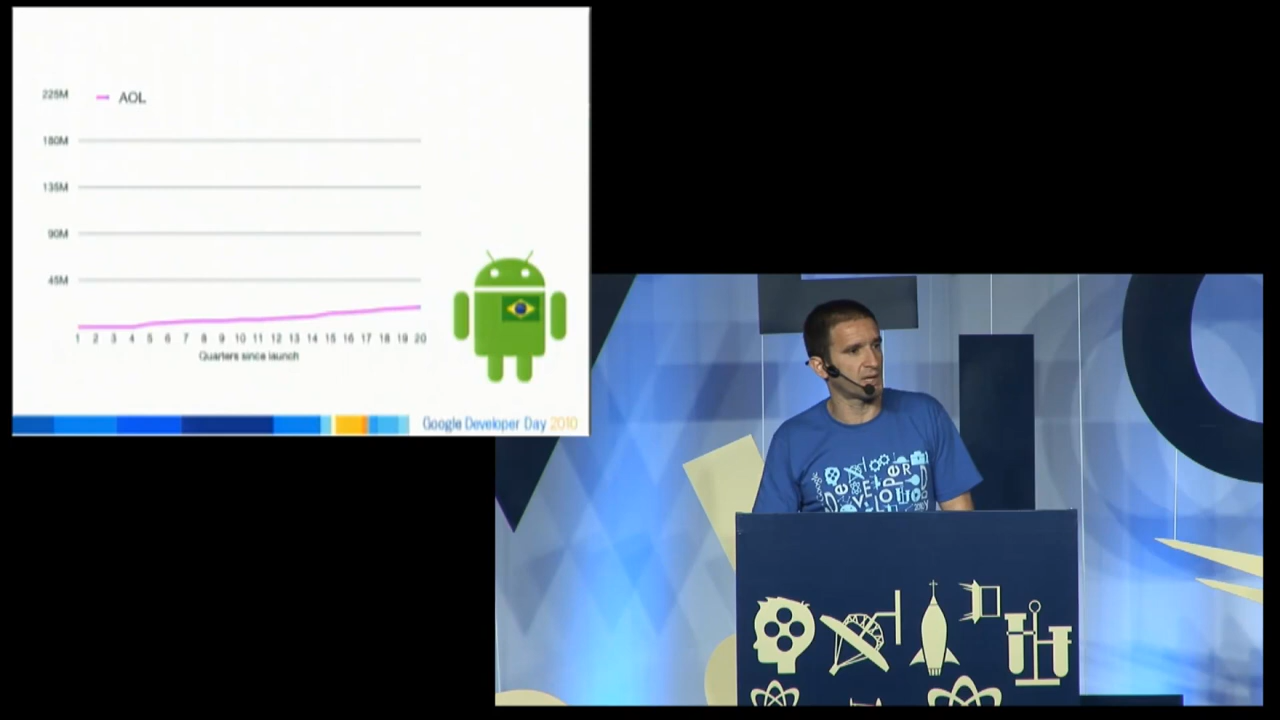 225M
AOL
180M
135M
90M
45M
1 2 3 4 5 6 7 8 9 10 11 12 13 14 15 16 17 18 19 20
Quarters since launch
Google Developer Day 2010